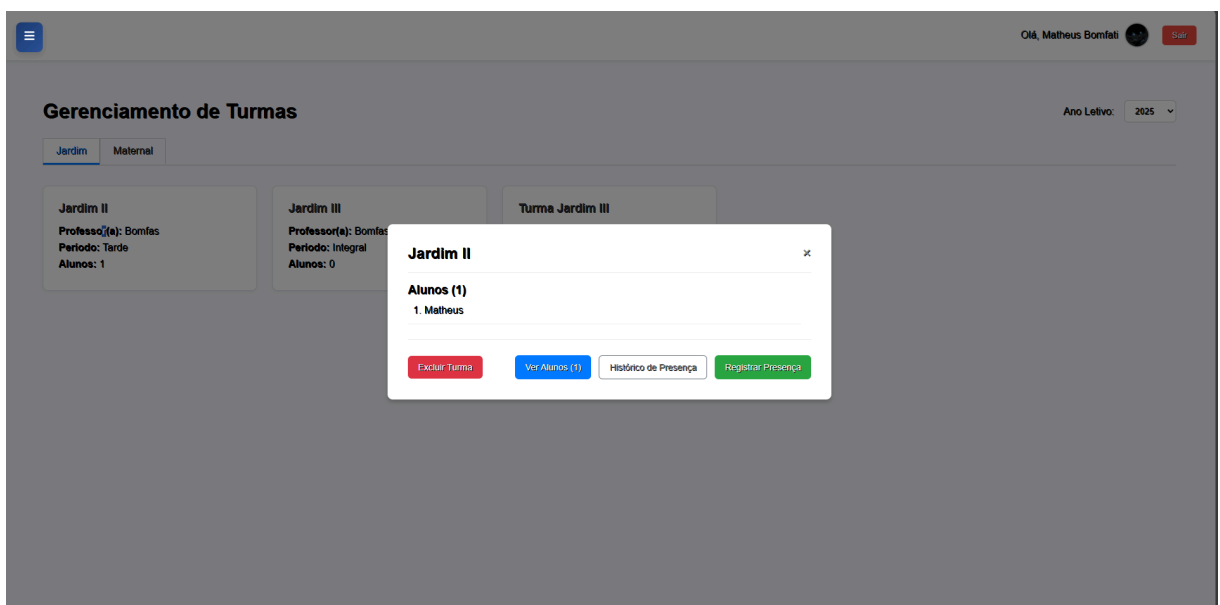 Olá, Matheus Bomfati
Sair
Gerenciamento de Turmas
Ano Letivo: 2025
Jardim Maternal
Jardim II
Professor(a): Bomfas
Periodo: Tarde
Alunos: 1
Jardim III
Professor(a): Bomfas
Periodo: Integral
Alunos: 0
Turma Jardim III
Jardim II
Alunos (1)
1. Matheus
Excluir Turma Ver Alunos (1) Histórico de Presença Registrar Presença